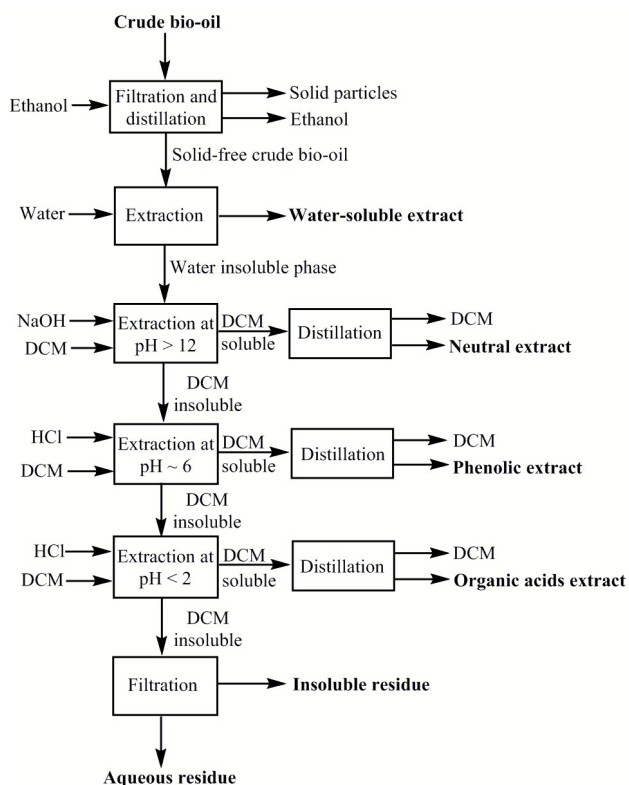 Crude bio-oil
Ethanol
Filtration and
distillation
Solid particles
Ethanol
Solid-free crude bio-oil
Water
Extraction
Water-soluble extract
Water insoluble phase
NaOH
DCM
Extraction at
pH > 12
DCM
soluble
Distillation
DCM
Neutral extract
DCM
insoluble
HCl
DCM
Extraction at
pH ~ 6
DCM
soluble
Distillation
DCM
Phenolic extract
DCM
insoluble
HCl
DCM
Extraction at
pH < 2
DCM
soluble
Distillation
DCM
Organic acids extract
DCM
insoluble
Filtration
Insoluble residue
Aqueous residue